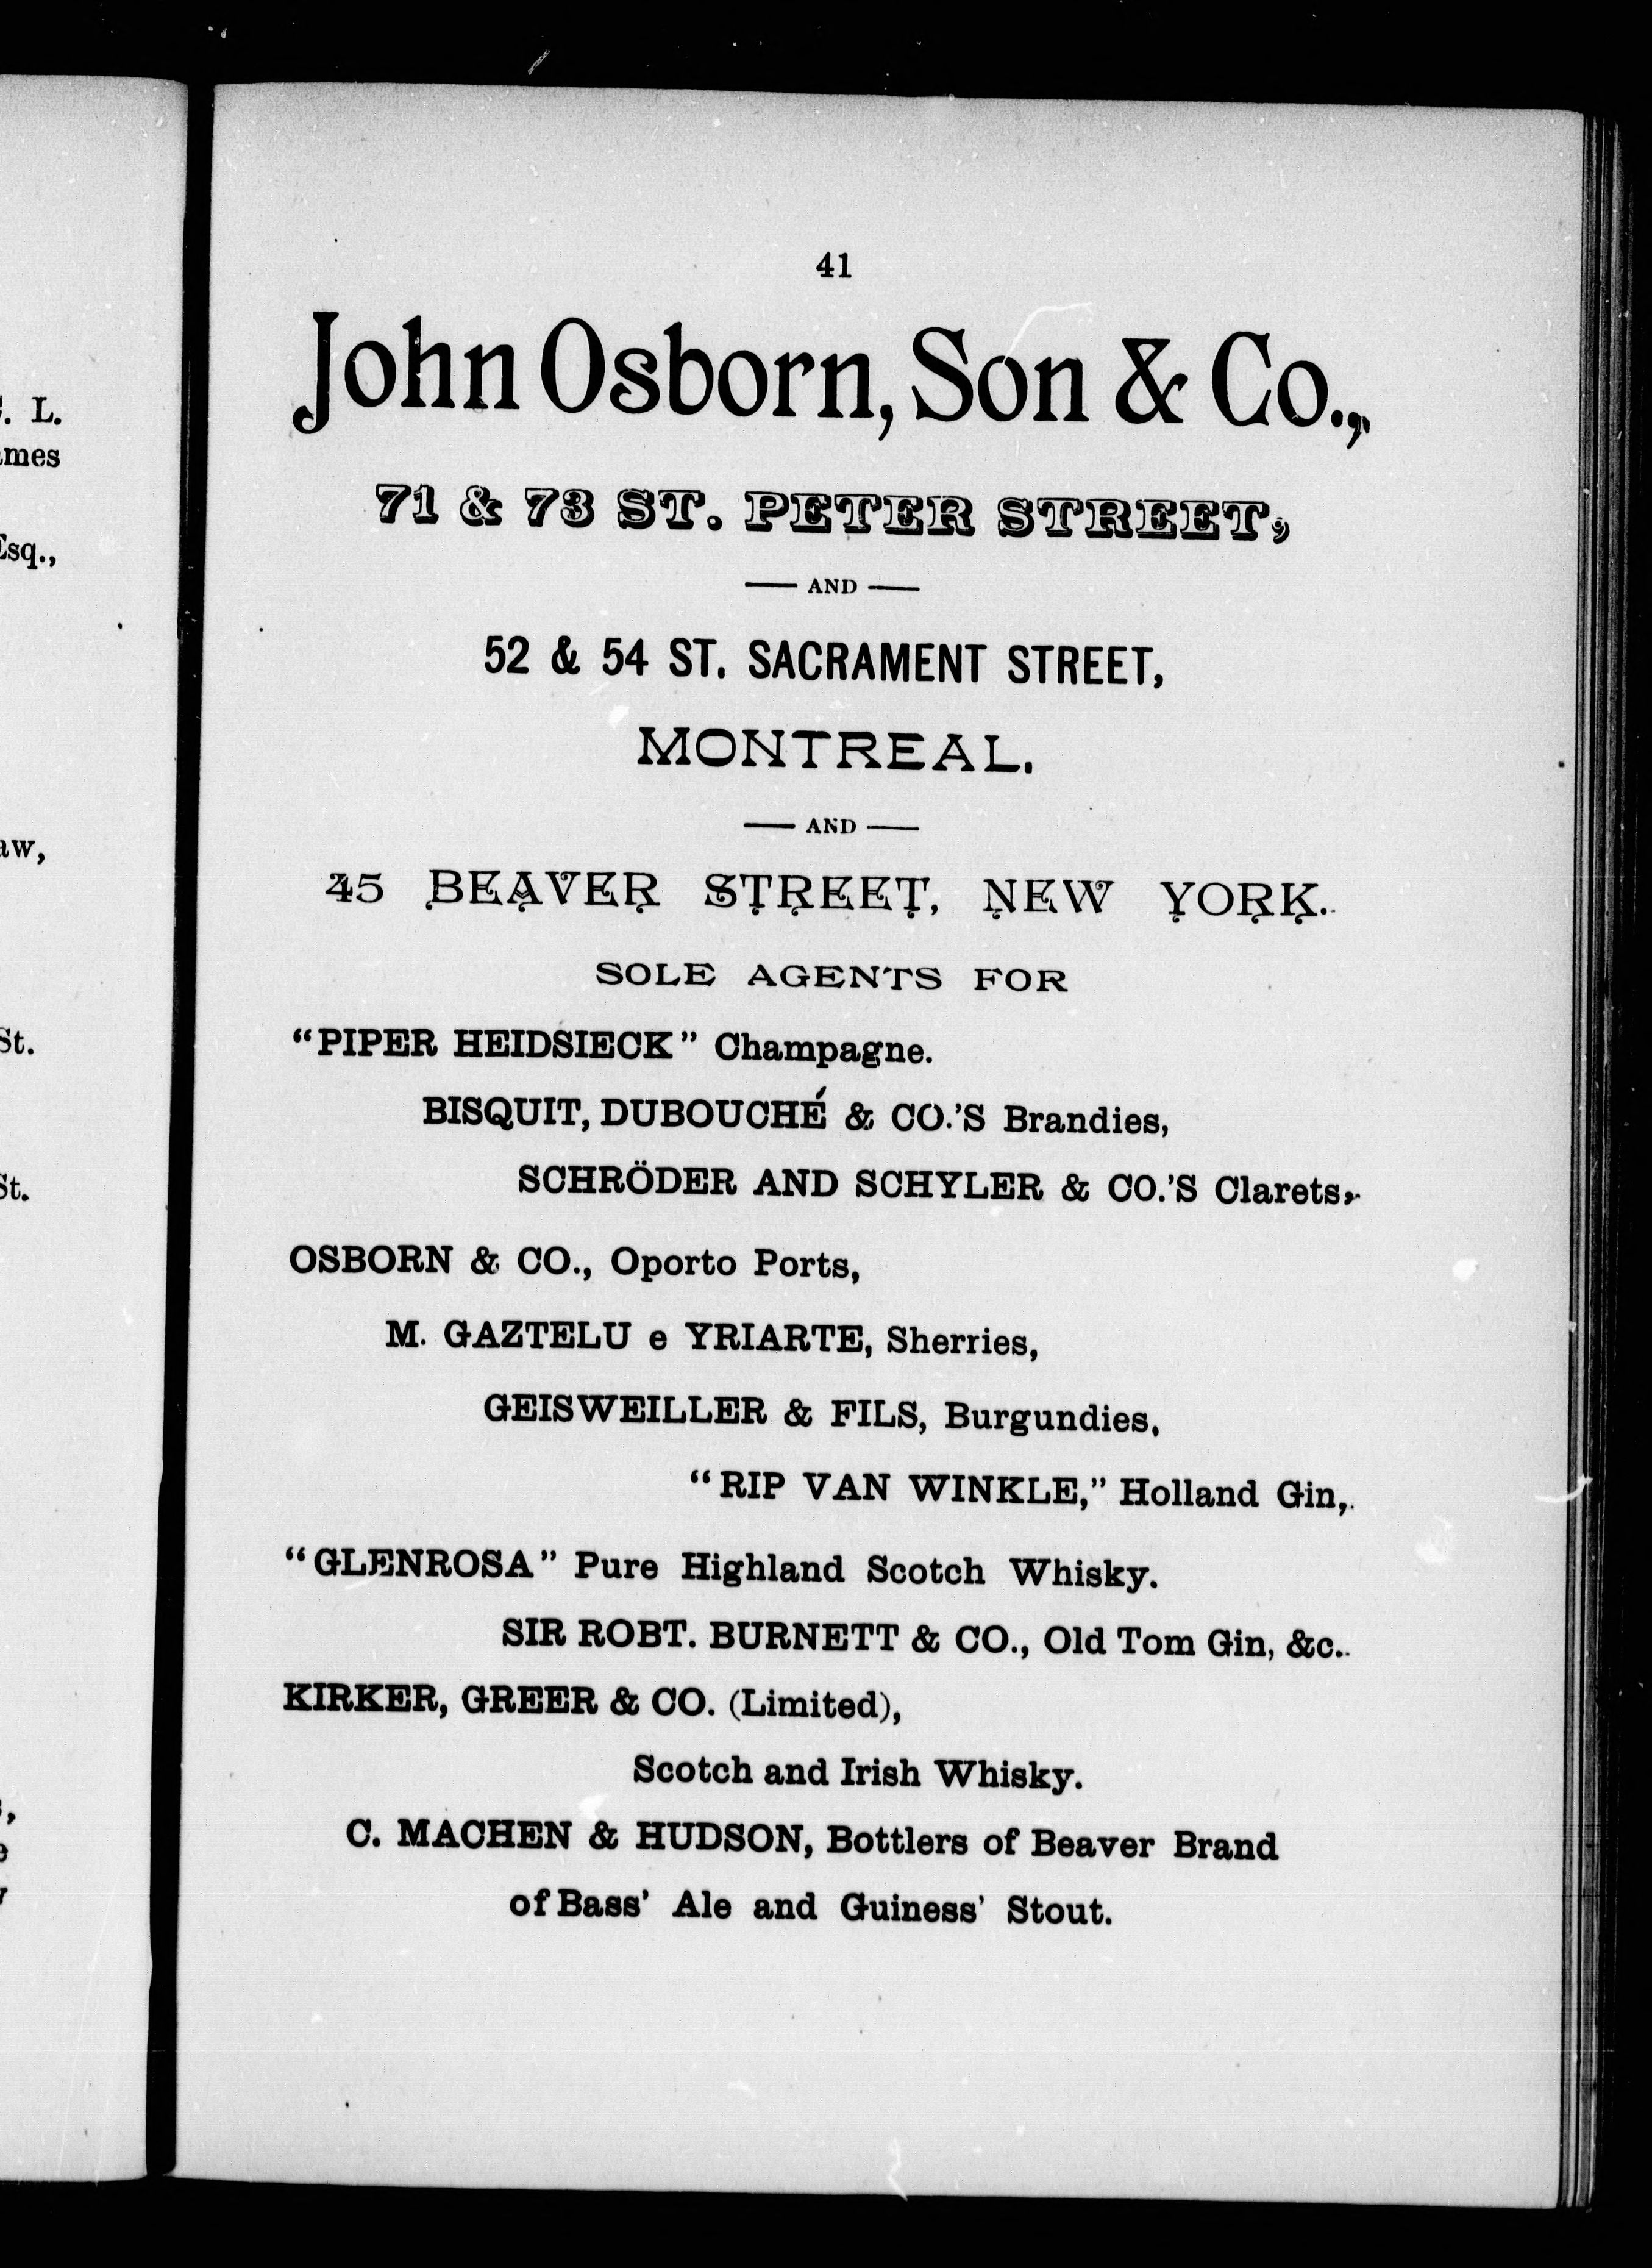 L.
Esq.,
St.
St.
41
John Osborn, Son & Co.,
71 & 73 ST. PETER STREET,
AND
52 & 54 ST. SACRAMENT STREET,
MONTREAL.
AND
45 BEAVER STREET, NEW YORK.
SOLE AGENTS FOR
“PIPER HEIDSIECK” Champagne.
BISQUIT, DUBOUCHÉ & CO.'S Brandies,
SCHRÖDER AND SCHYLER & CO.'S Clarets,
OSBORN & CO., Oporto Ports,
M. GAZTELU e YRIARTE, Sherries,
GEISWEILLER & FILS, Burgundies,
“RIP VAN WINKLE,” Holland Gin,
“GLENROSA” Pure Highland Scotch Whisky.
SIR ROBT. BURNETT & CO., Old Tom Gin, &c.
KIRKER, GREER & CO. (Limited),
Scotch and Irish Whisky.
C. MACHEN & HUDSON, Bottlers of Beaver Brand
of Bass' Ale and Guiness' Stout.